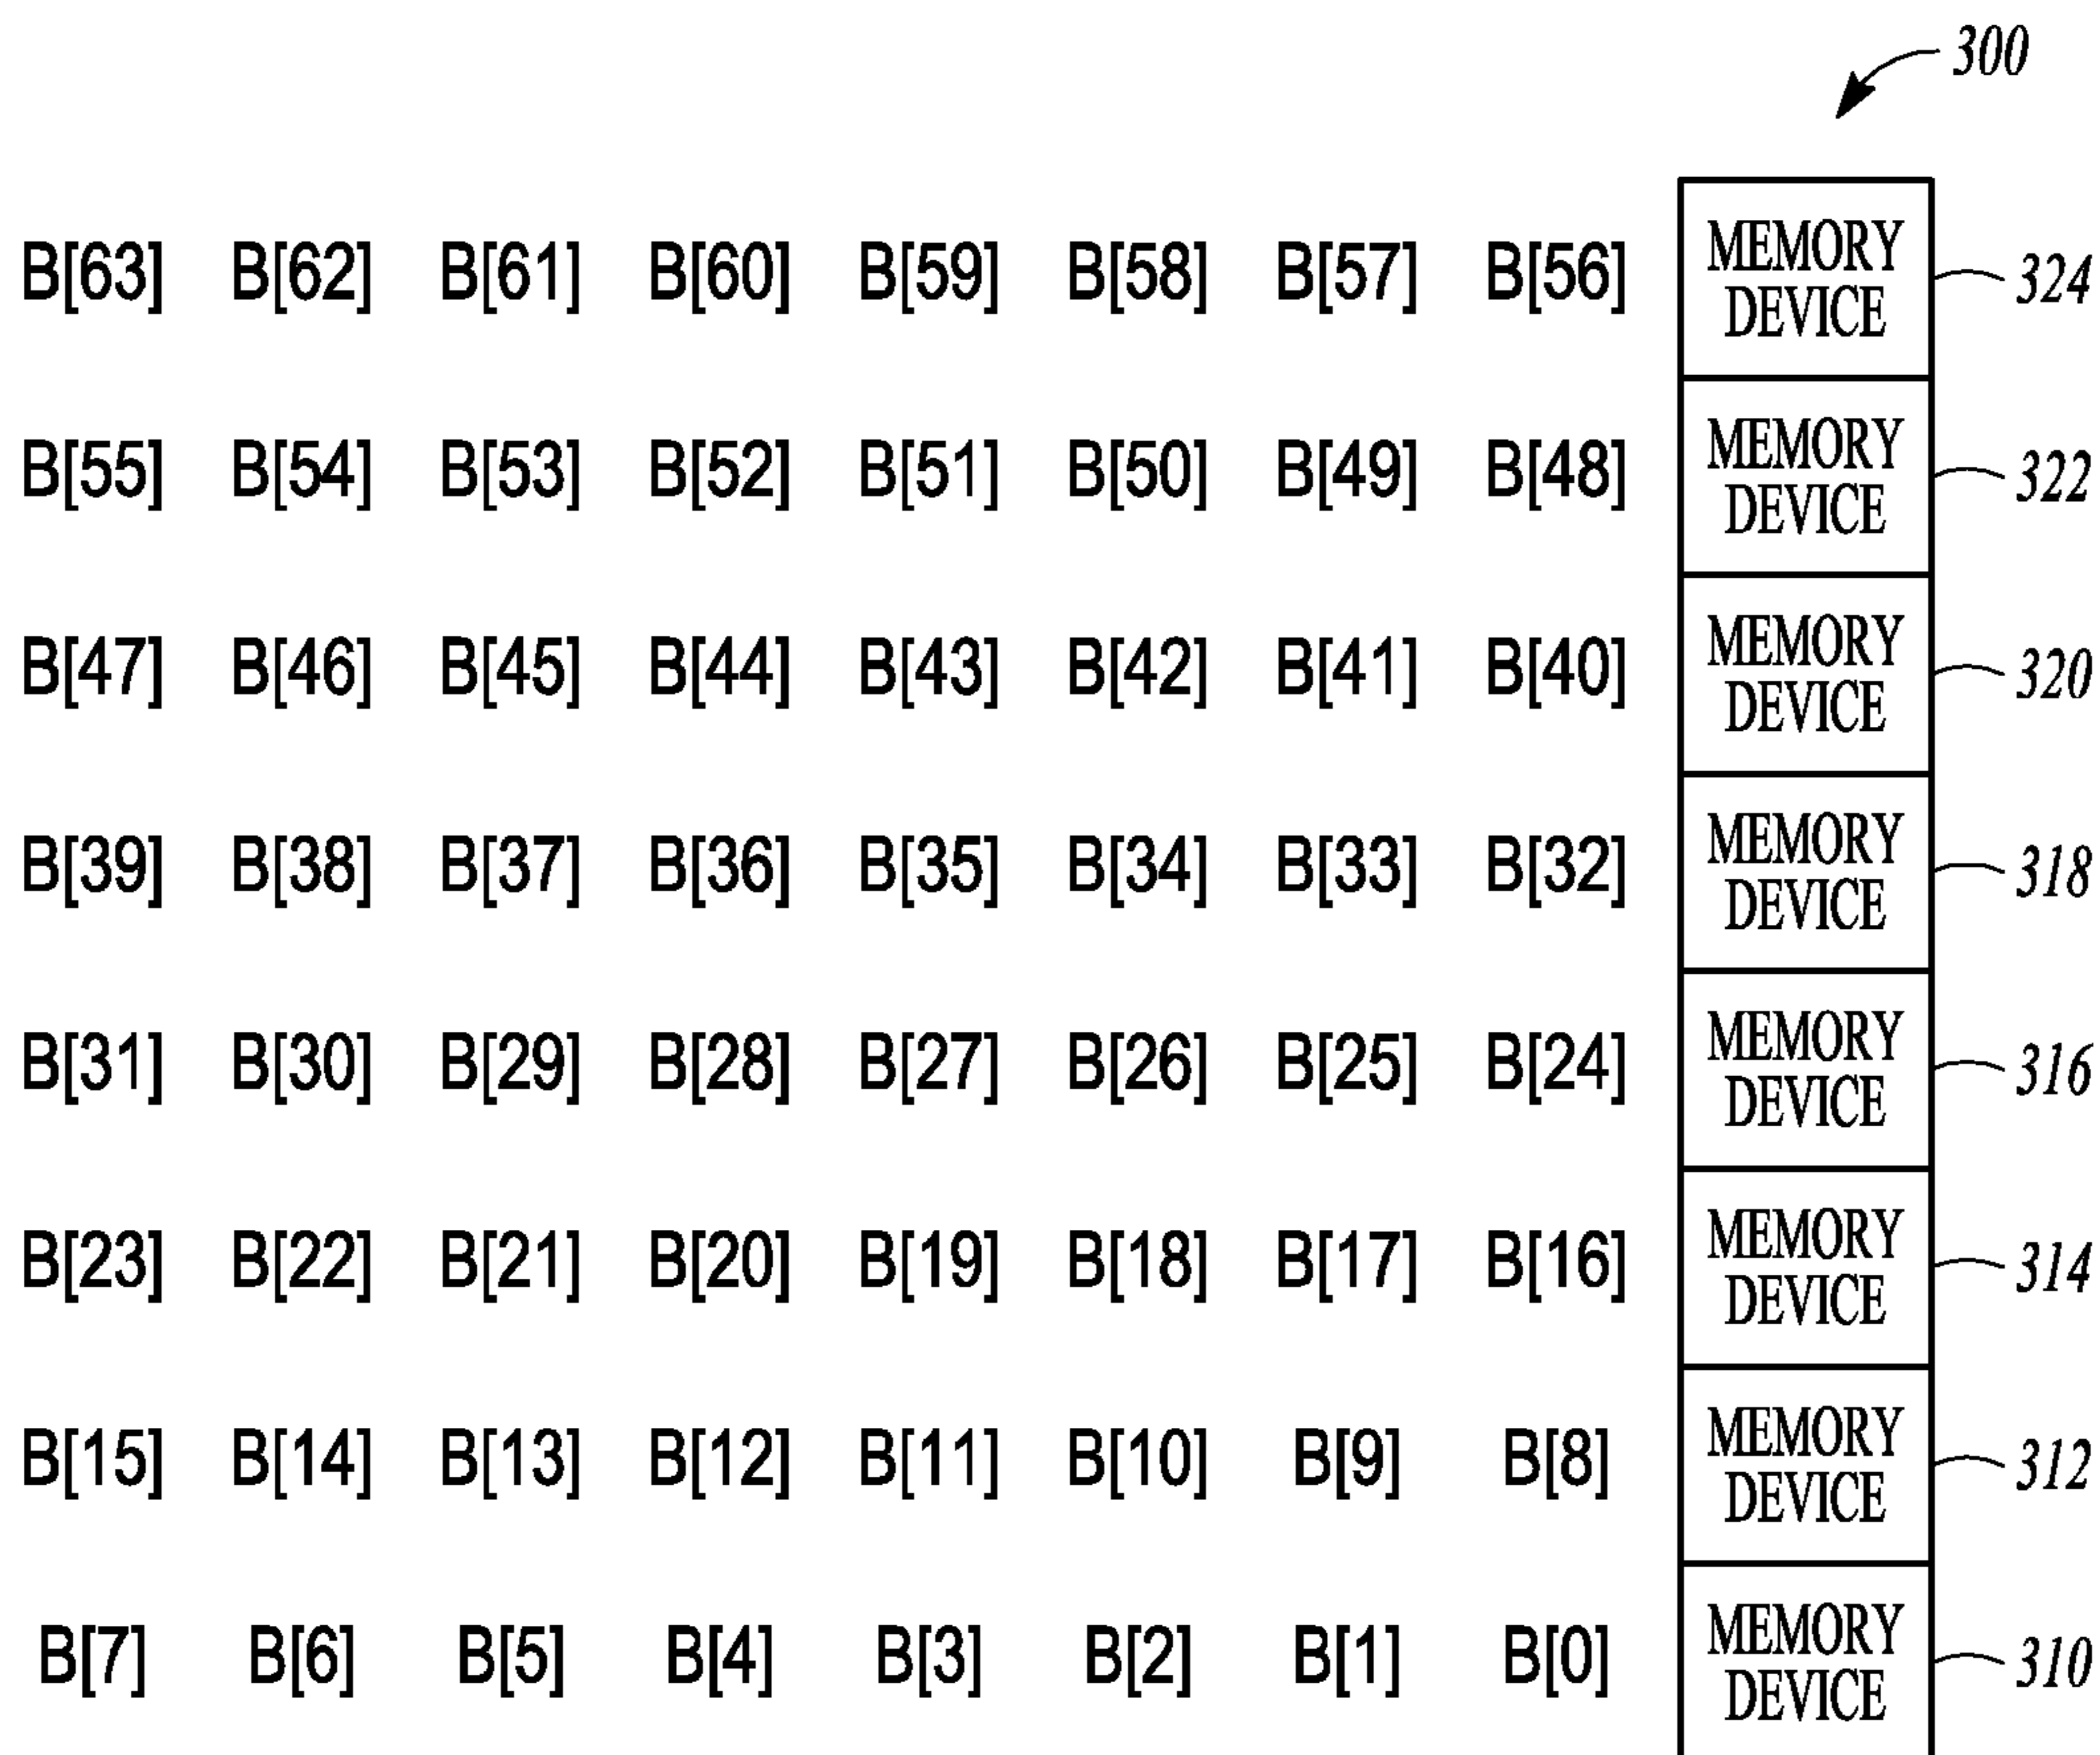 300
B[63] B[62] B[61] B[60] B[59] B[58] B[57] B[56] MEMORY DEVICE 324
B[55] B[54] B[53] B[52] B[51] B[50] B[49] B[48] MEMORY DEVICE 322
B[47] B[46] B[45] B[44] B[43] B[42] B[41] B[40] MEMORY DEVICE 320
B[39] B[38] B[37] B[36] B[35] B[34] B[33] B[32] MEMORY DEVICE 318
B[31] B[30] B[29] B[28] B[27] B[26] B[25] B[24] MEMORY DEVICE 316
B[23] B[22] B[21] B[20] B[19] B[18] B[17] B[16] MEMORY DEVICE 314
B[15] B[14] B[13] B[12] B[11] B[10] B[9] B[8] MEMORY DEVICE 312
B[7] B[6] B[5] B[4] B[3] B[2] B[1] B[0] MEMORY DEVICE 310